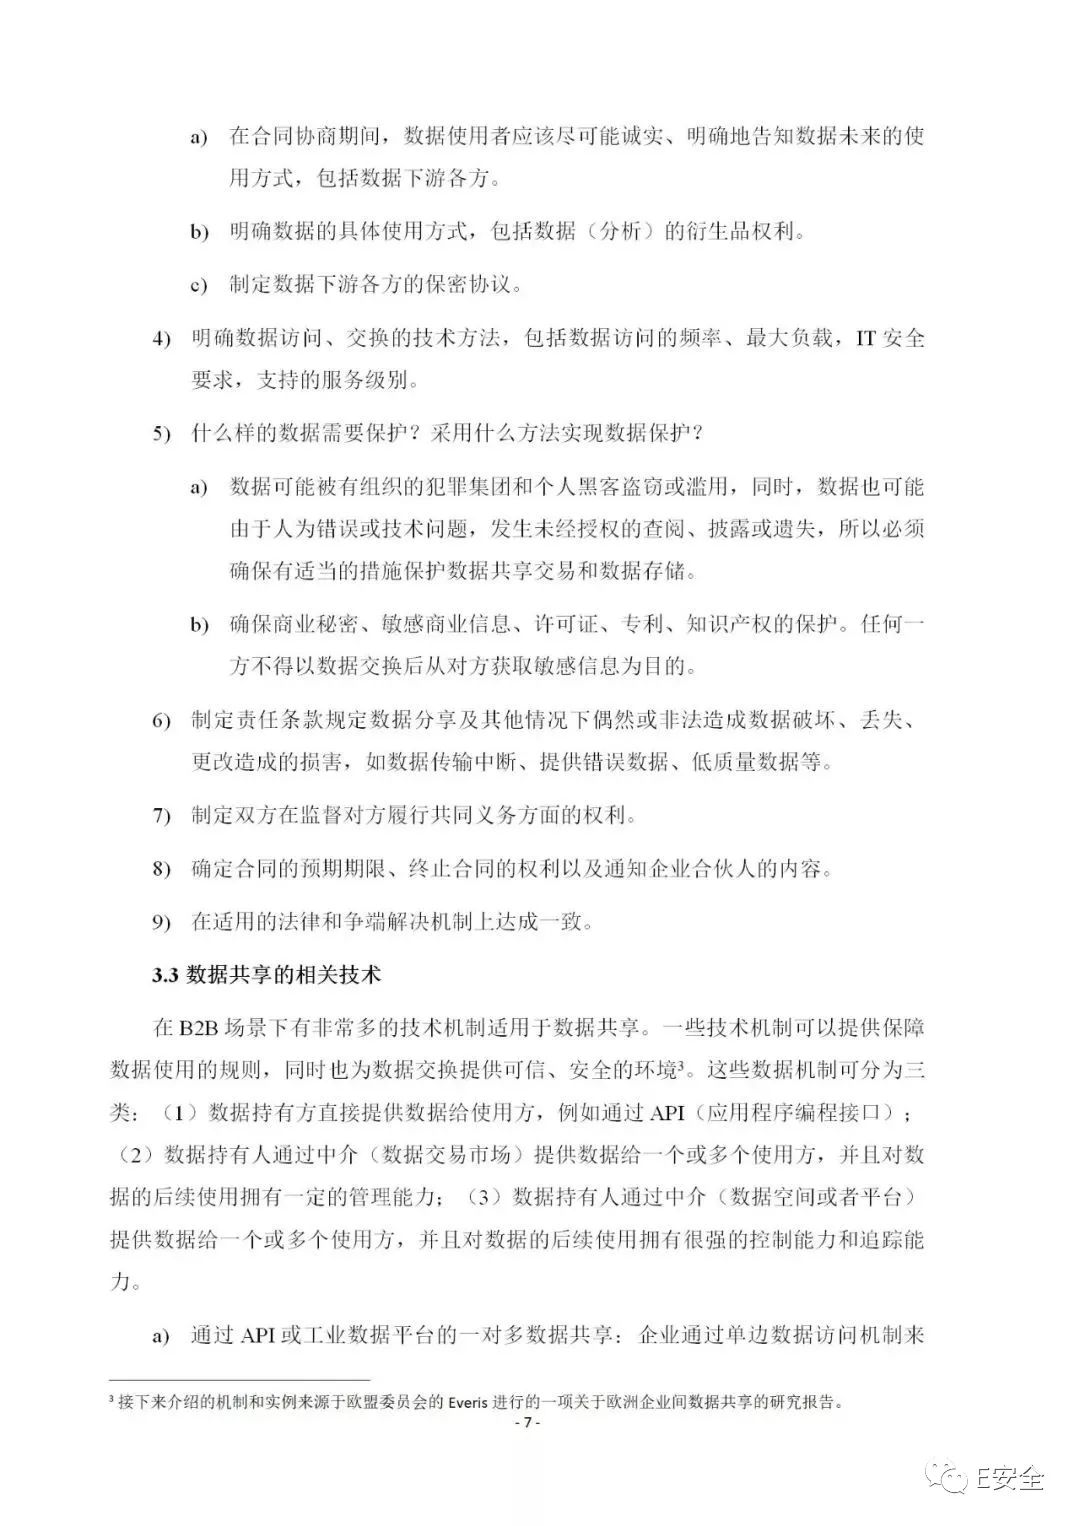 a) 在合同协商期间，数据使用者应该尽可能诚实、明确地告知数据未来的使
用方式，包括数据下游各方。
b) 明确数据的具体使用方式，包括数据（分析）的衍生品权利。
c) 制定数据下游各方的保密协议。
4) 明确数据访问、交换的技术方法，包括数据访问的频率、最大负载，IT 安全
要求，支持的服务级别。
5) 什么样的数据需要保护？采用什么方法实现数据保护？
a) 数据可能被有组织的犯罪集团和个人黑客盗窃或滥用，同时，数据也可能
由于人为错误或技术问题，发生未经授权的查阅、披露或遗失，所以必须
确保有适当的措施保护数据共享交易和数据存储。
b) 确保商业秘密、敏感商业信息、许可证、专利、知识产权的保护。任何一
方不得以数据交换后从对方获取敏感信息为目的。
6) 制定责任条款规定数据分享及其他情况下偶然或非法造成数据破坏、丢失、
更改造成的损害，如数据传输中断、提供错误数据、低质量数据等。
7) 制定双方在监督对方履行共同义务方面的权利。
8) 确定合同的预期期限、终止合同的权利以及通知企业合伙人的内容。
9) 在适用的法律和争端解决机制上达成一致。
3.3 数据共享的相关技术
在 B2B 场景下有非常多的技术机制适用于数据共享。一些技术机制可以提供保障
数据使用的规则，同时也为数据交换提供可信、安全的环境³。这些数据机制可分为三
类：（1）数据持有方直接提供数据给使用方，例如通过 API（应用程序编程接口）；
（2）数据持有人通过中介（数据交易市场）提供数据给一个或多个使用方，并且对数
据的后续使用拥有一定的管理能力；（3）数据持有人通过中介（数据空间或者平台）
提供数据给一个或多个使用方，并且对数据的后续使用拥有很强的控制能力和追踪能
力。
a) 通过 API 或工业数据平台的一对多数据共享：企业通过单边数据访问机制来
³ 接下来介绍的机制和实例来源于欧盟委员会的 Everis 进行的一项关于欧洲企业间数据共享的研究报告。
- 7 -
E安全